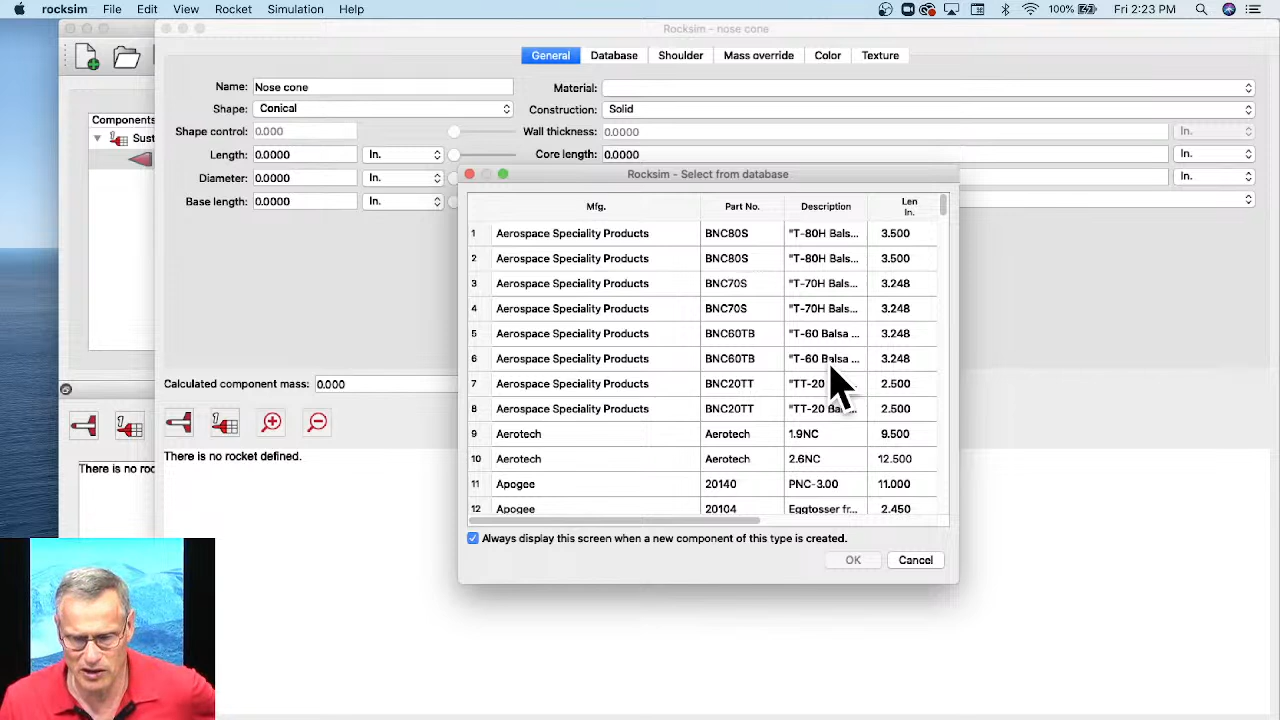 rocksim File Edit Rocket Simulation Help 100% Fri 2:23 PM
Rocksim - nose cone
General Database Shoulder Mass override Color Texture
Name: Nose cone
Material:
Shape: Conical
Construction: Solid
Shape control: 0.000
Wall thickness: 0.0000 In.
Length: 0.0000 In.
Core length: 0.0000 In.
Diameter: 0.0000 In.
In.
Base length: 0.0000 In.
Components
Sust
Rocksim - Select from database
Mfg. Part No. Description Len In.
1 Aerospace Speciality Products BNC80S "T-80H Bals... 3.500
2 Aerospace Speciality Products BNC80S "T-80H Bals... 3.500
3 Aerospace Speciality Products BNC70S "T-70H Bals... 3.248
4 Aerospace Speciality Products BNC70S "T-70H Bals... 3.248
5 Aerospace Speciality Products BNC60TB "T-60 Balsa ... 3.248
6 Aerospace Speciality Products BNC60TB "T-60 Balsa ... 3.248
7 Aerospace Speciality Products BNC20TT "TT-20 2.500
8 Aerospace Speciality Products BNC20TT "TT-20 Bal... 2.500
9 Aerotech Aerotech 1.9NC 9.500
10 Aerotech Aerotech 2.6NC 12.500
11 Apogee 20140 PNC-3.00 11.000
12 Apogee 20104 Eggtosser fr... 2.450
Always display this screen when a new component of this type is created.
OK Cancel
Calculated component mass: 0.000
There is no rocket defined.
There is no roc